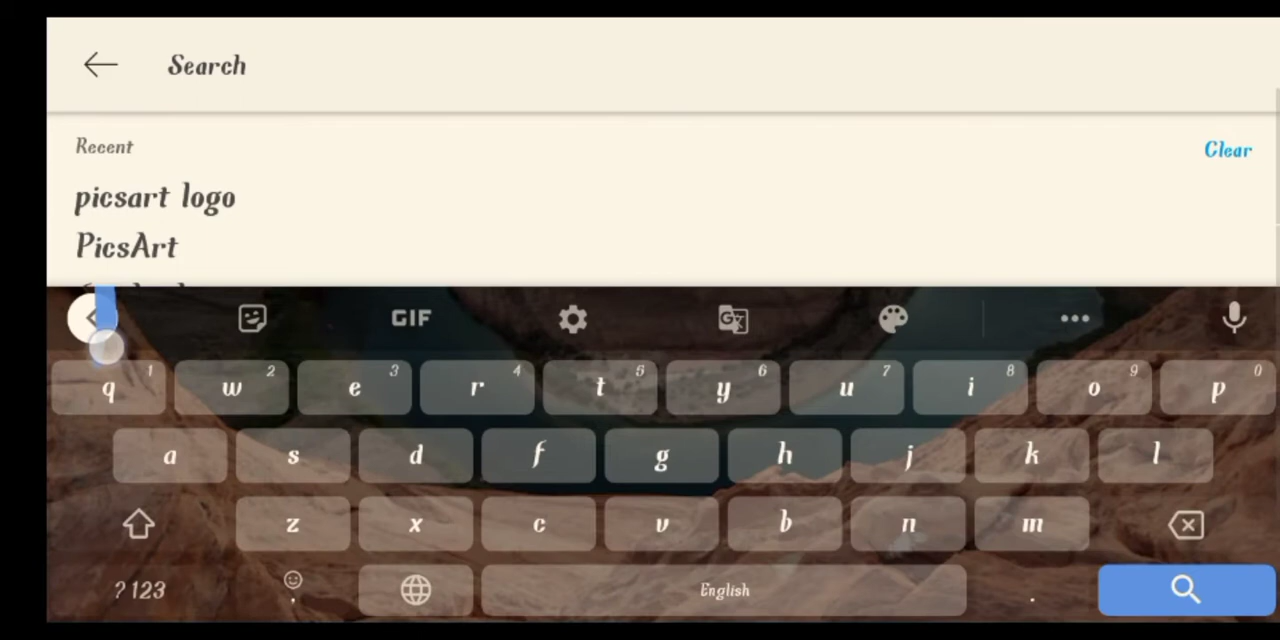 Search
Recent
Clear
picsart logo
PicsArt
GIF
q 1 w 2 e 3 r 4 t 5 y 6 u 7 i 8 o 9 p 0
a s d f g h j k l
z x c v b n m
?123 , English .